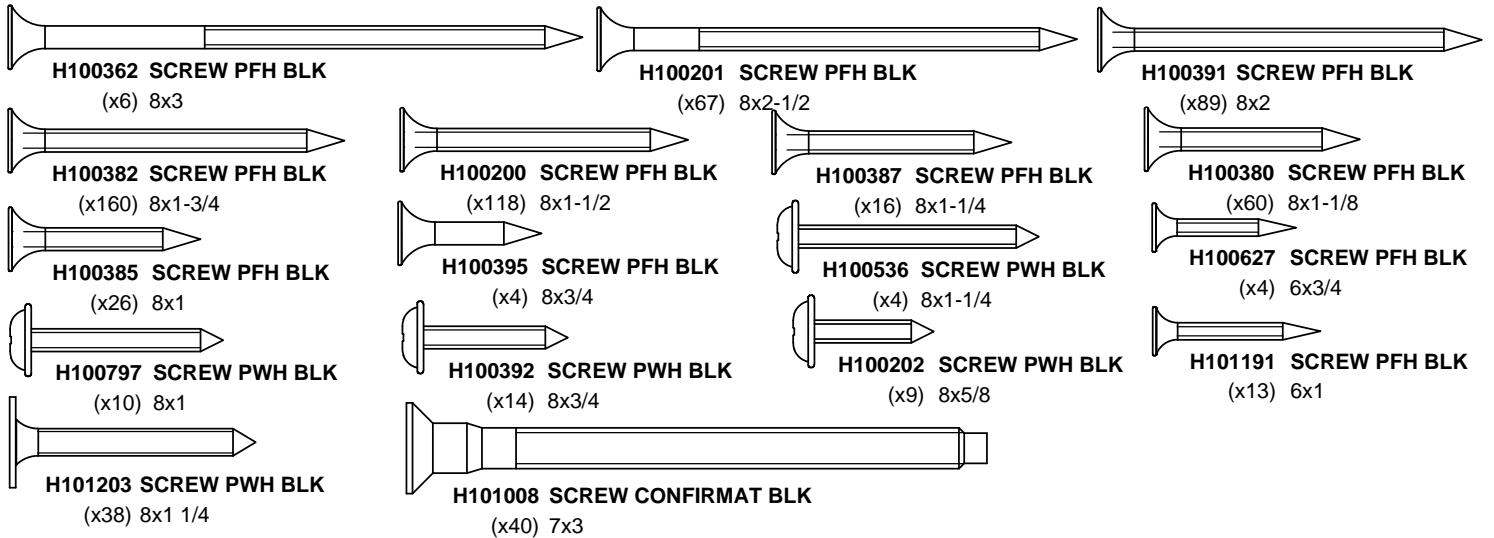 H100362 SCREW PFH BLK
(x6) 8x3
H100201 SCREW PFH BLK
(x67) 8x2-1/2
H100391 SCREW PFH BLK
(x89) 8x2
H100382 SCREW PFH BLK
(x160) 8x1-3/4
H100200 SCREW PFH BLK
(x118) 8x1-1/2
H100387 SCREW PFH BLK
(x16) 8x1-1/4
H100380 SCREW PFH BLK
(x60) 8x1-1/8
H100385 SCREW PFH BLK
(x26) 8x1
H100395 SCREW PFH BLK
(x4) 8x3/4
H100536 SCREW PWH BLK
(x4) 8x1-1/4
H100627 SCREW PFH BLK
(x4) 6x3/4
H100797 SCREW PWH BLK
(x10) 8x1
H100392 SCREW PWH BLK
(x14) 8x3/4
H100202 SCREW PWH BLK
(x9) 8x5/8
H101191 SCREW PFH BLK
(x13) 6x1
H101203 SCREW PWH BLK
(x38) 8x1 1/4
H101008 SCREW CONFIRMAT BLK
(x40) 7x3